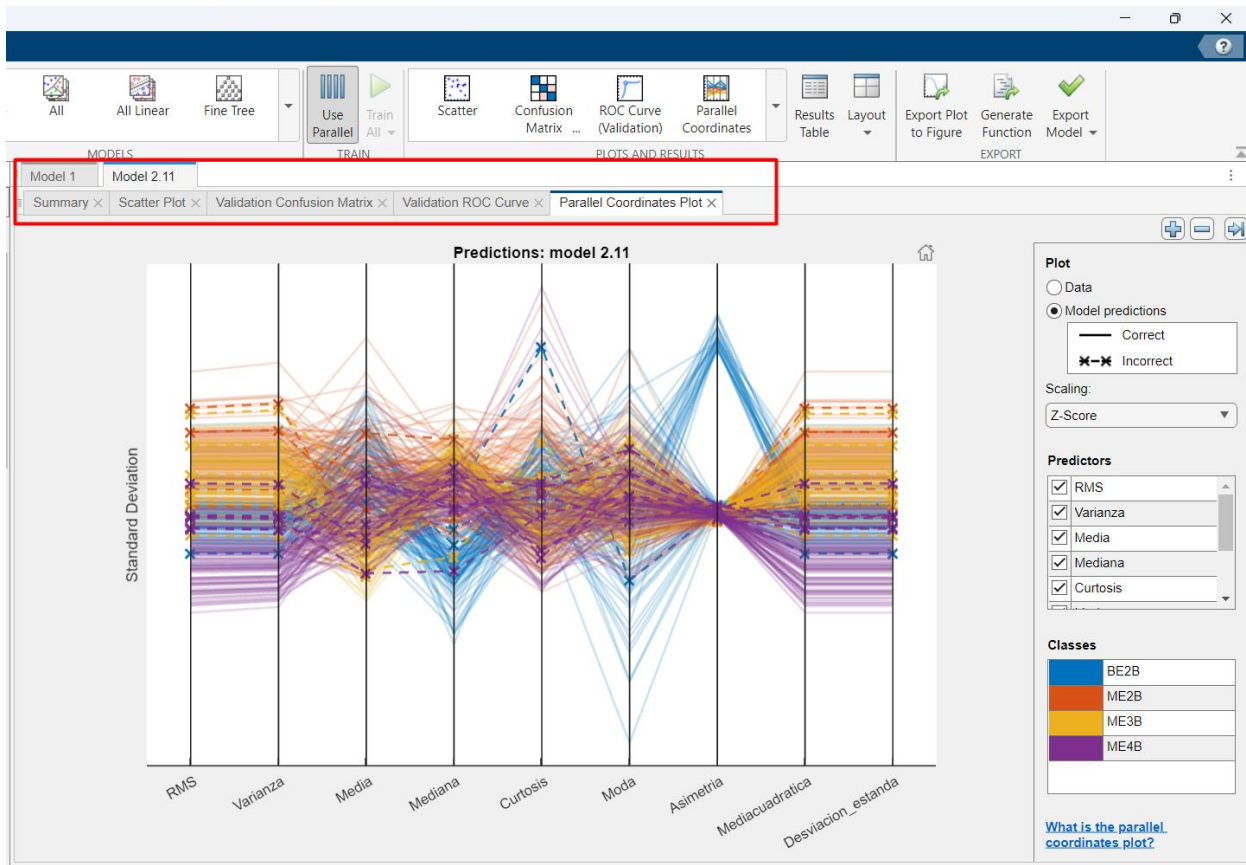 All
All Linear
Fine Tree
Use
Parallel
Train
All
Scatter
Confusion
Matrix ...
ROC Curve
(Validation)
Parallel
Coordinates
Results
Table
Layout
Export Plot
to Figure
Generate
Function
Export
Model
MODELS
TRAIN
PLOTS AND RESULTS
EXPORT
Model 1
Model 2.11
Summary
Scatter Plot
Validation Confusion Matrix
Validation ROC Curve
Parallel Coordinates Plot
Predictions: model 2.11
Standard Deviation
RMS
Varianza
Media
Mediana
Curtosis
Moda
Asimetria
Mediacuadratica
Desviacion_estanda
Plot
Data
Model predictions
Correct
Incorrect
Scaling:
Z-Score
Predictors
RMS
Varianza
Media
Mediana
Curtosis
Classes
BE2B
ME2B
ME3B
ME4B
What is the parallel
coordinates plot?